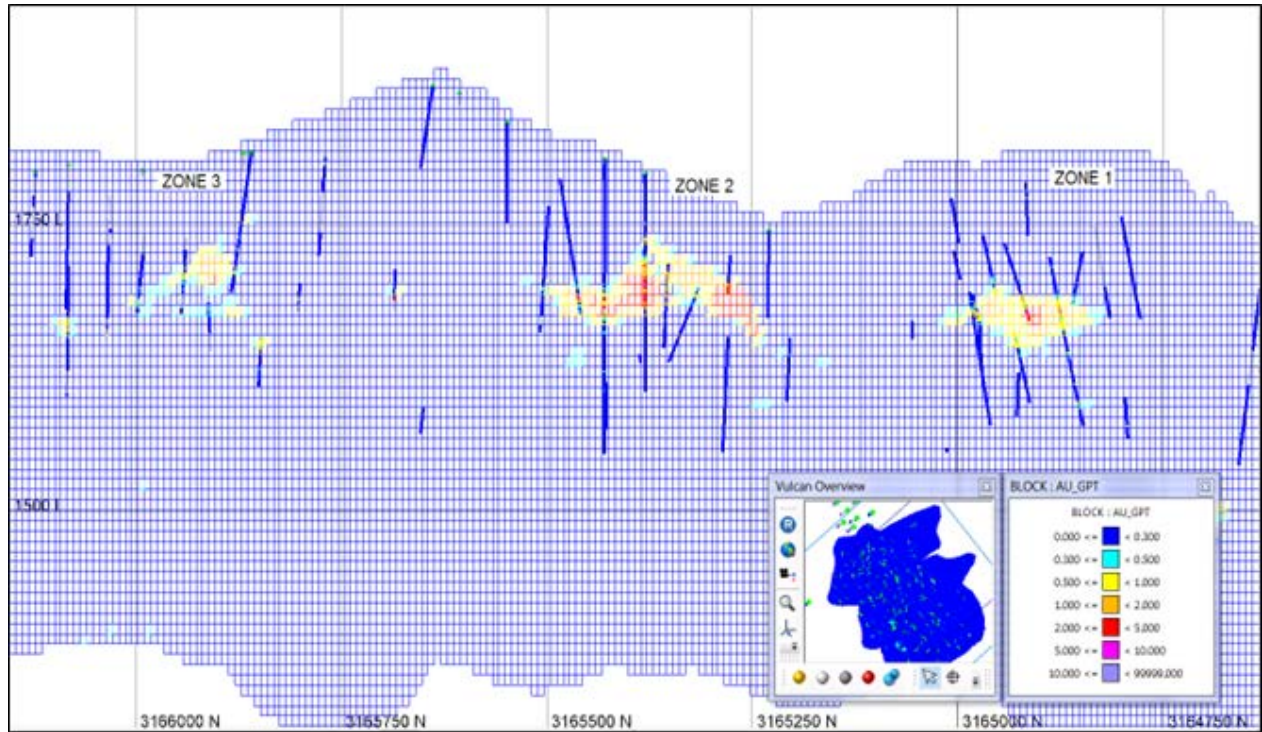 ZONE 3
ZONE 2
ZONE 1
1750 L
1500 L
Vulcan Overview
BLOCK : AU_GPT
BLOCK : AU_GPT
0.000 <= < 0.300
0.300 <= < 0.500
0.500 <= < 1.000
1.000 <= < 2.000
2.000 <= < 5.000
5.000 <= < 10.000
10.000 <= < 99999.000
3166000 N
3165750 N
3165500 N
3165250 N
3165000 N
3164750 N